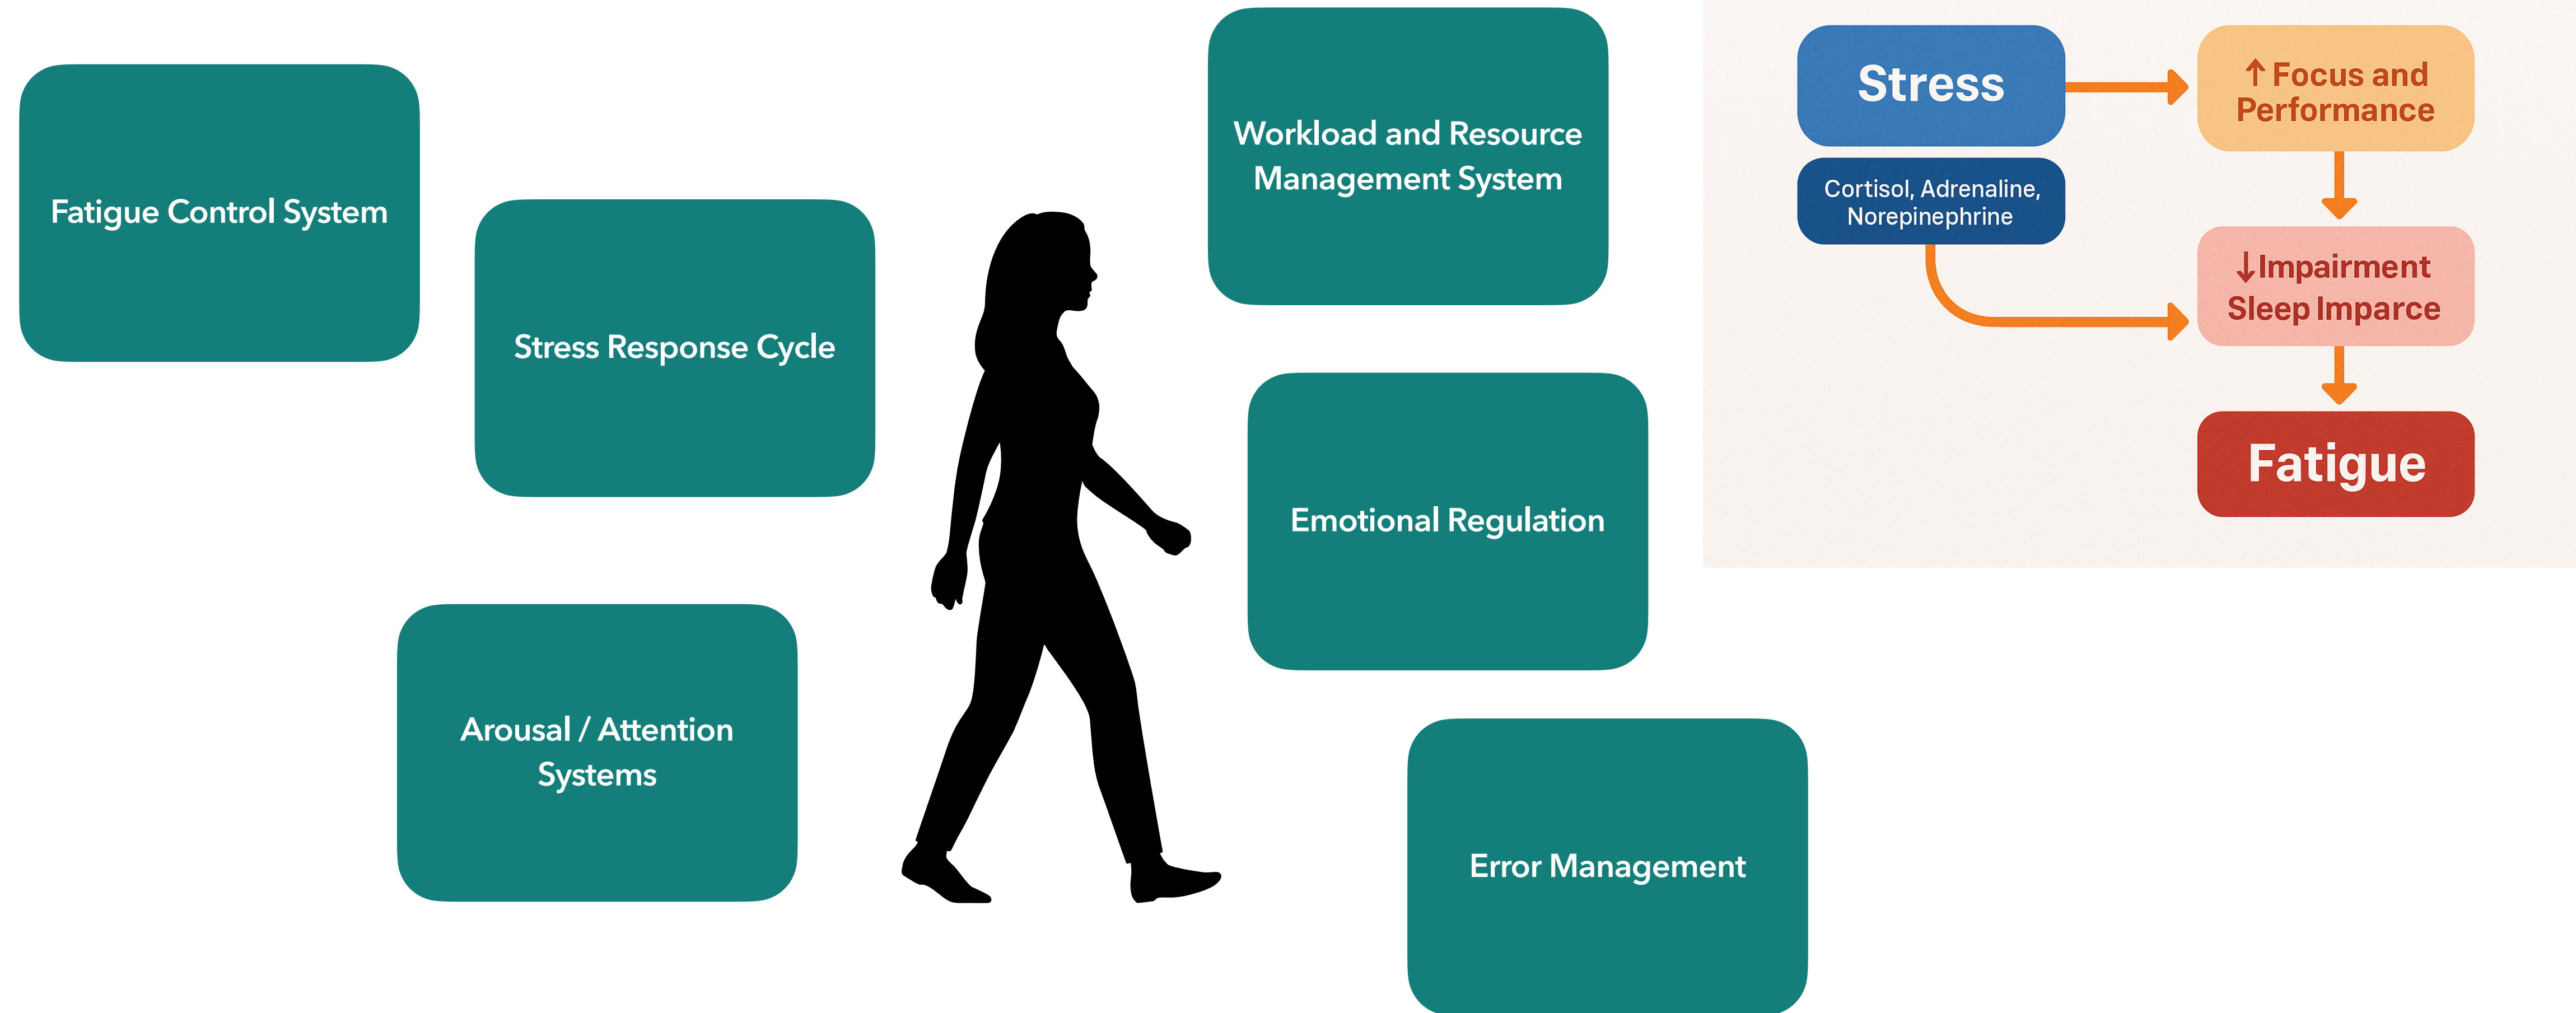 Fatigue Control System
Stress Response Cycle
Arousal / Attention
Systems
Workload and Resource
Management System
Emotional Regulation
Error Management
Stress
Cortisol, Adrenaline,
Norepinephrine
↑ Focus and
Performance
↓Impairment
Sleep Imparce
Fatigue